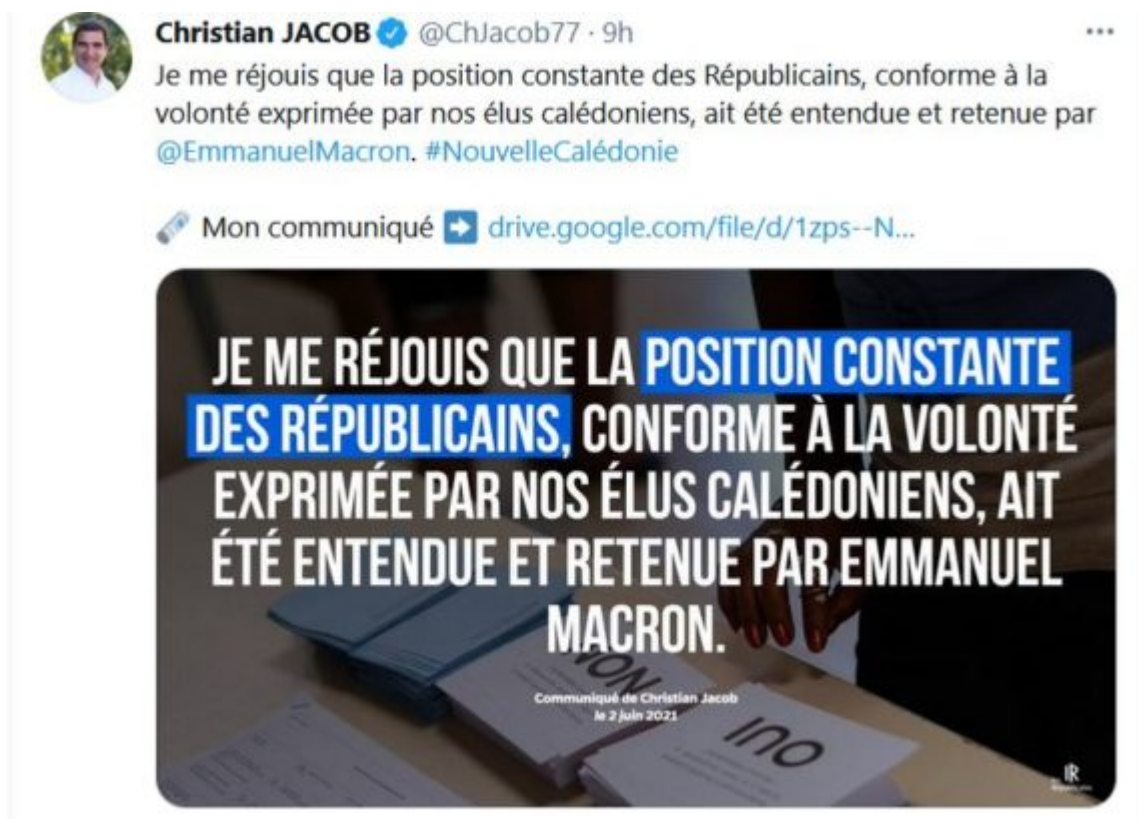 Christian JACOB @ChJacob77 · 9h
Je me réjouis que la position constante des Républicains, conforme à la
volonté exprimée par nos élus calédoniens, ait été entendue et retenue par
@EmmanuelMacron. #NouvelleCalédonie
Mon communiqué drive.google.com/file/d/1zps--N...
JE ME RÉJOUIS QUE LA POSITION CONSTANTE
DES RÉPUBLICAINS, CONFORME À LA VOLONTÉ
EXPRIMÉE PAR NOS ÉLUS CALÉDONIENS, AIT
ÉTÉ ENTENDUE ET RETENUE PAR EMMANUEL
MACRON.
NON
Communiqué de Christian Jacob
le 2 juin 2021
OUI
lR
Républicains